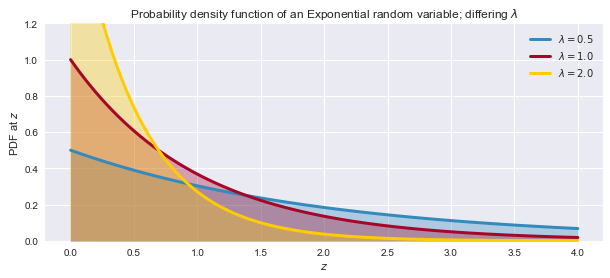 Probability density function of an Exponential random variable; differing λ
λ = 0.5
λ = 1.0
λ = 2.0
PDF at z
1.2
1.0
0.8
0.6
0.4
0.2
0.0
0.0 0.5 1.0 1.5 2.0 2.5 3.0 3.5 4.0
z